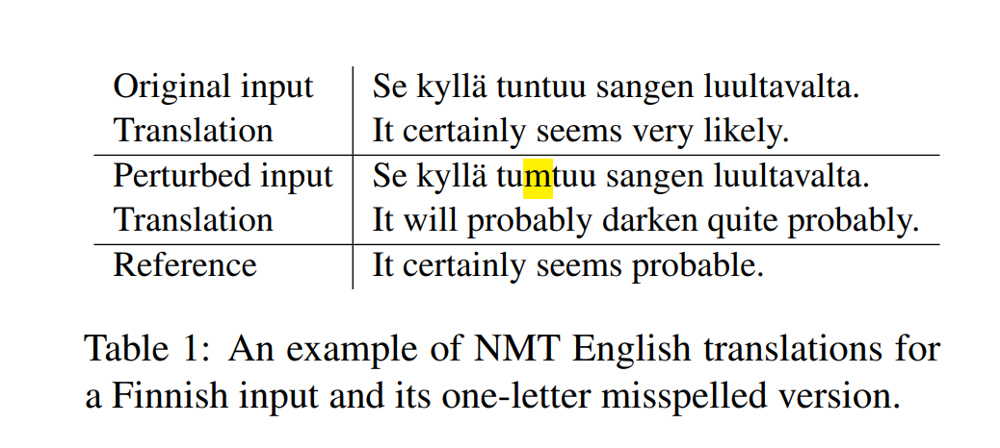 Original input Se kyllä tuntuu sangen luultavalta.
Translation It certainly seems very likely.
Perturbed input Se kyllä tumtuu sangen luultavalta.
Translation It will probably darken quite probably.
Reference It certainly seems probable.
Table 1: An example of NMT English translations for
a Finnish input and its one-letter misspelled version.